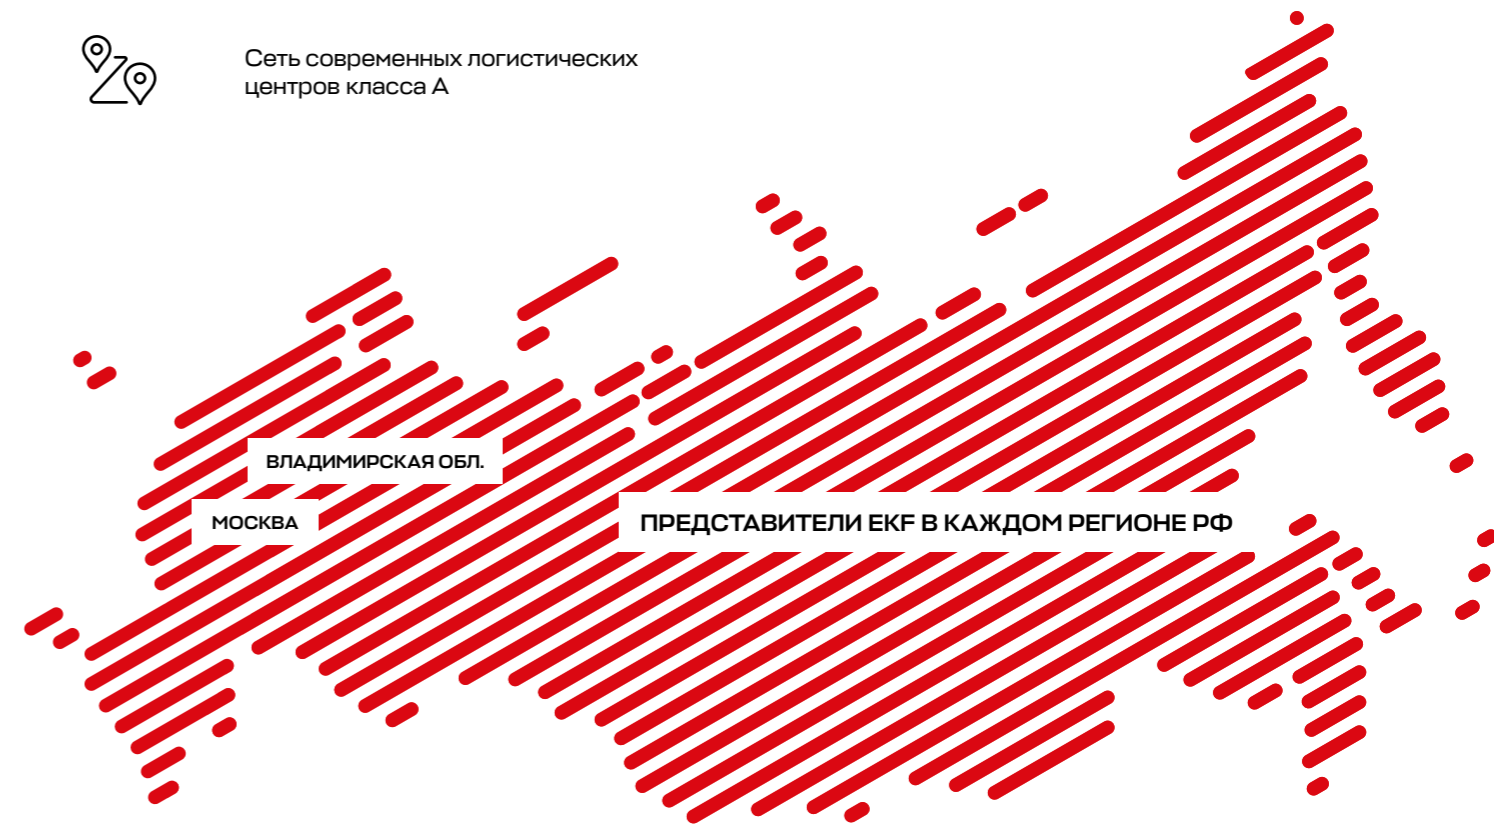 Сеть современных логистических
центров класса А
ВЛАДИМИРСКАЯ ОБЛ.
МОСКВА
ПРЕДСТАВИТЕЛИ EKF В КАЖДОМ РЕГИОНЕ РФ